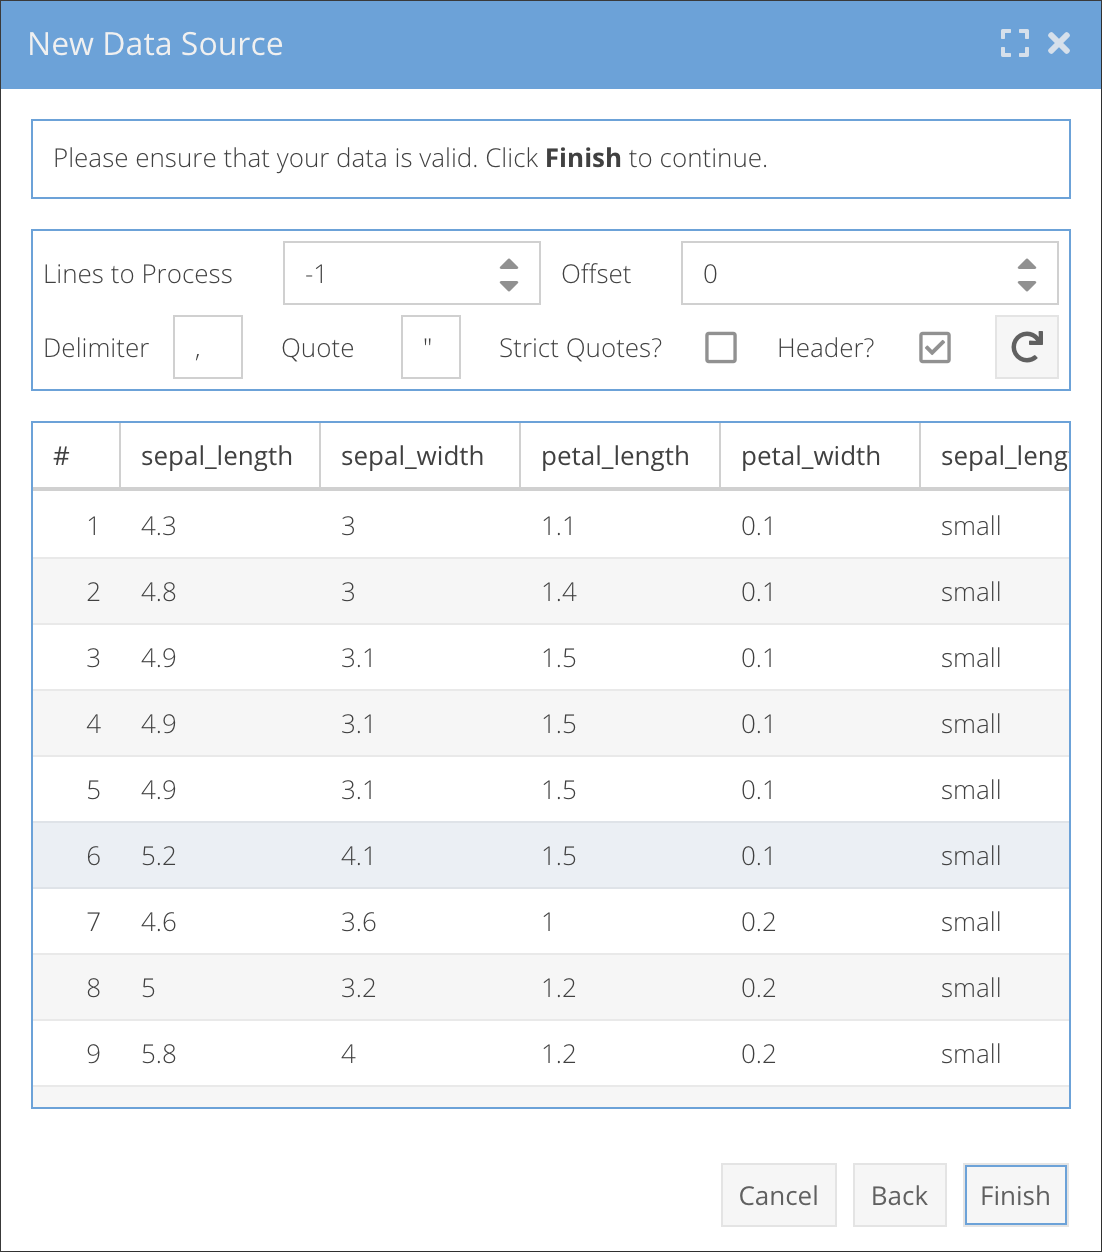 New Data Source
Please ensure that your data is valid. Click Finish to continue.
Lines to Process -1 Offset 0
Delimiter , Quote " Strict Quotes? Header?
# sepal_length sepal_width petal_length petal_width sepal_leng
1 4.3 3 1.1 0.1 small
2 4.8 3 1.4 0.1 small
3 4.9 3.1 1.5 0.1 small
4 4.9 3.1 1.5 0.1 small
5 4.9 3.1 1.5 0.1 small
6 5.2 4.1 1.5 0.1 small
7 4.6 3.6 1 0.2 small
8 5 3.2 1.2 0.2 small
9 5.8 4 1.2 0.2 small
Cancel Back Finish